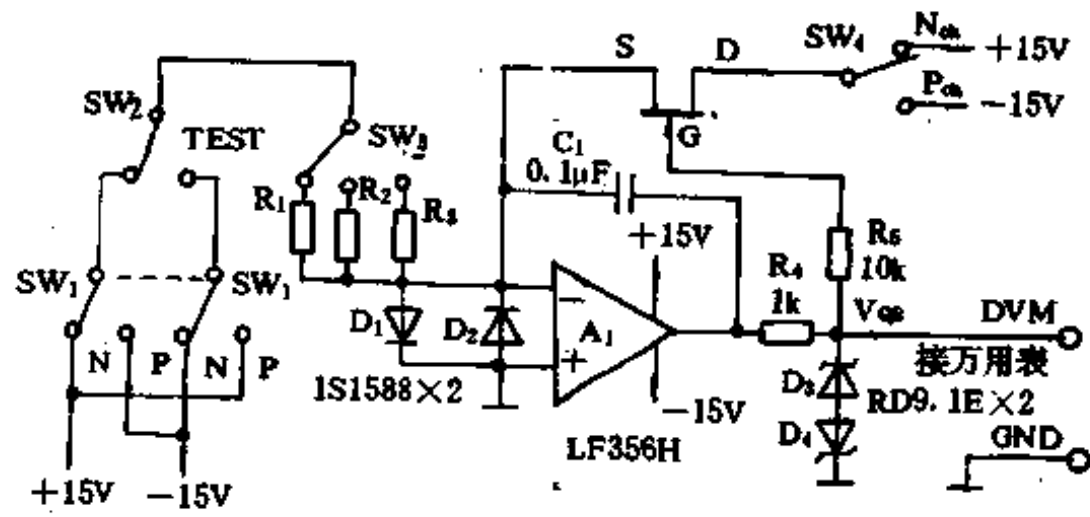 S
D
SW₄
Nch
+15V
Pch
-15V
SW₂
TEST
SW₃
G
C₁
0.1μF
R₁
R₂
R₃
+15V
R₅
10k
SW₁
SW₁
R₄
1k
D₁
D₂
A₁
VGS
DVM
N
P
N
P
-
+
接万用表
1S1588×2
-15V
D₃
RD9.1E×2
D₄
GND
LF356H
+15V
-15V